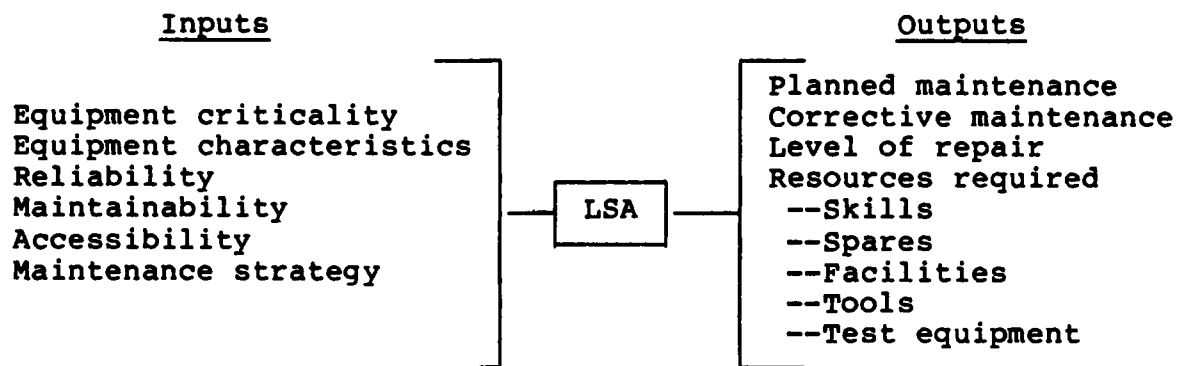 Inputs
Equipment criticality
Equipment characteristics
Reliability
Maintainability
Accessibility
Maintenance strategy
LSA
Outputs
Planned maintenance
Corrective maintenance
Level of repair
Resources required
--Skills
--Spares
--Facilities
--Tools
--Test equipment